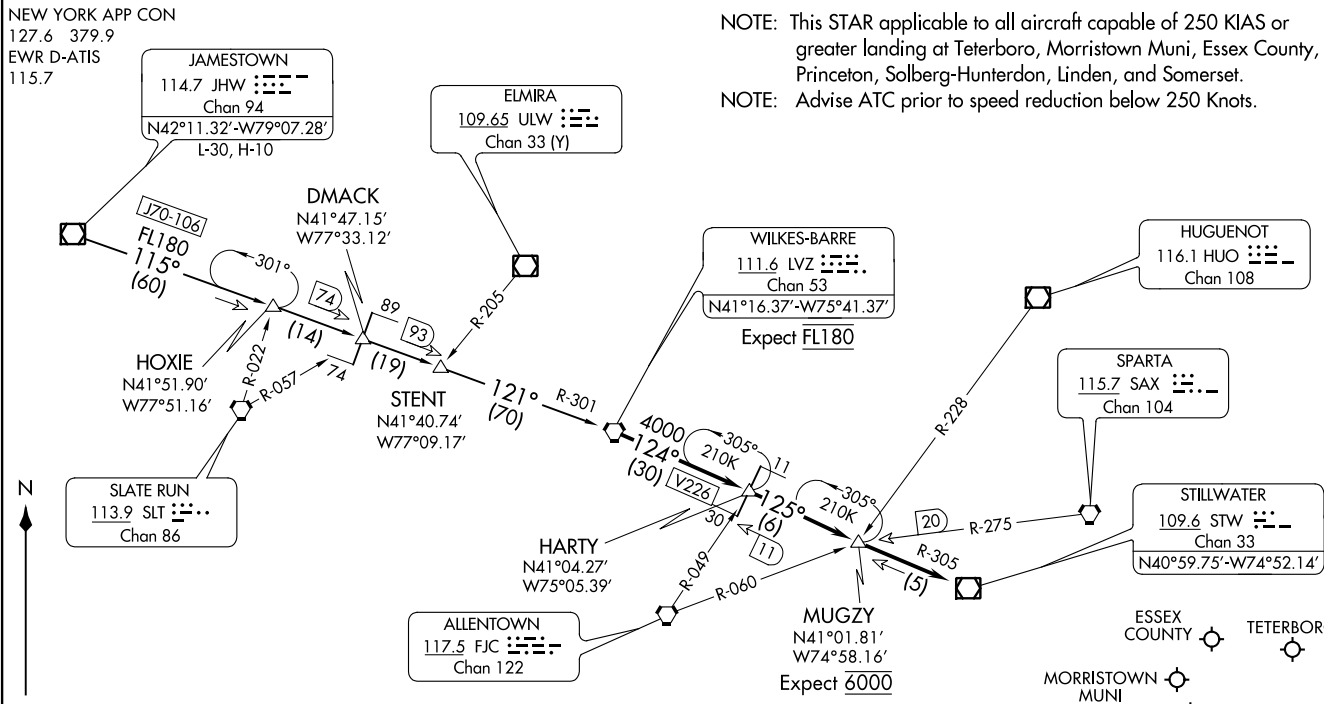 NEW YORK APP CON
127.6 379.9
EWR D-ATIS
115.7
NOTE: This STAR applicable to all aircraft capable of 250 KIAS or
greater landing at Teterboro, Morristown Muni, Essex County,
Princeton, Solberg-Hunterdon, Linden, and Somerset.
NOTE: Advise ATC prior to speed reduction below 250 Knots.
JAMESTOWN
114.7 JHW
Chan 94
N42°11.32'-W79°07.28'
L-30, H-10
ELMIRA
109.65 ULW
Chan 33 (Y)
DMACK
N41°47.15'
W77°33.12'
J70-106
FL180
115°
(60)
301°
74
(14)
89
93
(19)
R-205
HOXIE
N41°51.90'
W77°51.16'
R-022
R-057
74
STENT
N41°40.74'
W77°09.17'
121°
(70)
R-301
WILKES-BARRE
111.6 LVZ
Chan 53
N41°16.37'-W75°41.37'
Expect FL180
HUGUENOT
116.1 HUO
Chan 108
R-228
SPARTA
115.7 SAX
Chan 104
4000
124°
(30)
V226
30
305°
210K
11
11
125°
(6)
305°
210K
20
R-275
R-305
(5)
STILLWATER
109.6 STW
Chan 33
N40°59.75'-W74°52.14'
N
SLATE RUN
113.9 SLT
Chan 86
HARTY
N41°04.27'
W75°05.39'
R-049
R-060
ALLENTOWN
117.5 FJC
Chan 122
MUGZY
N41°01.81'
W74°58.16'
Expect 6000
ESSEX
COUNTY
TETERBOR
MORRISTOWN
MUNI